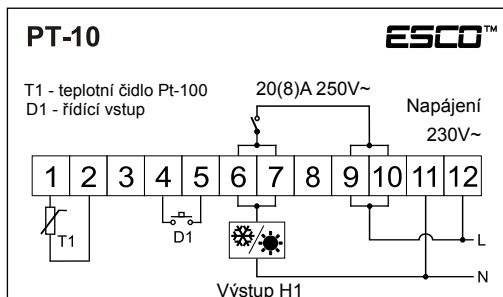 PT-10
ESCO™
T1 - teplotní čidlo Pt-100
D1 - řídící vstup
20(8)A 250V~
Napájení
230V~
1 2 3 4 5 6 7 8 9 10 11 12
T1
D1
L
N
Výstup H1